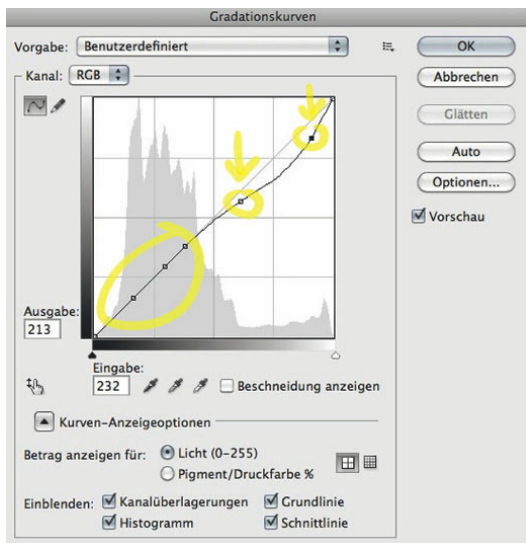 Gradationskurven
Vorgabe: Benutzerdefiniert
OK
Kanal: RGB
Abbrechen
Glätten
Auto
Optionen...
Vorschau
Ausgabe:
213
Eingabe:
232
Beschneidung anzeigen
Kurven-Anzeigeoptionen
Betrag anzeigen für: Licht (0–255)
Pigment/Druckfarbe %
Einblenden: Kanalüberlagerungen Grundlinie
Histogramm Schnittlinie